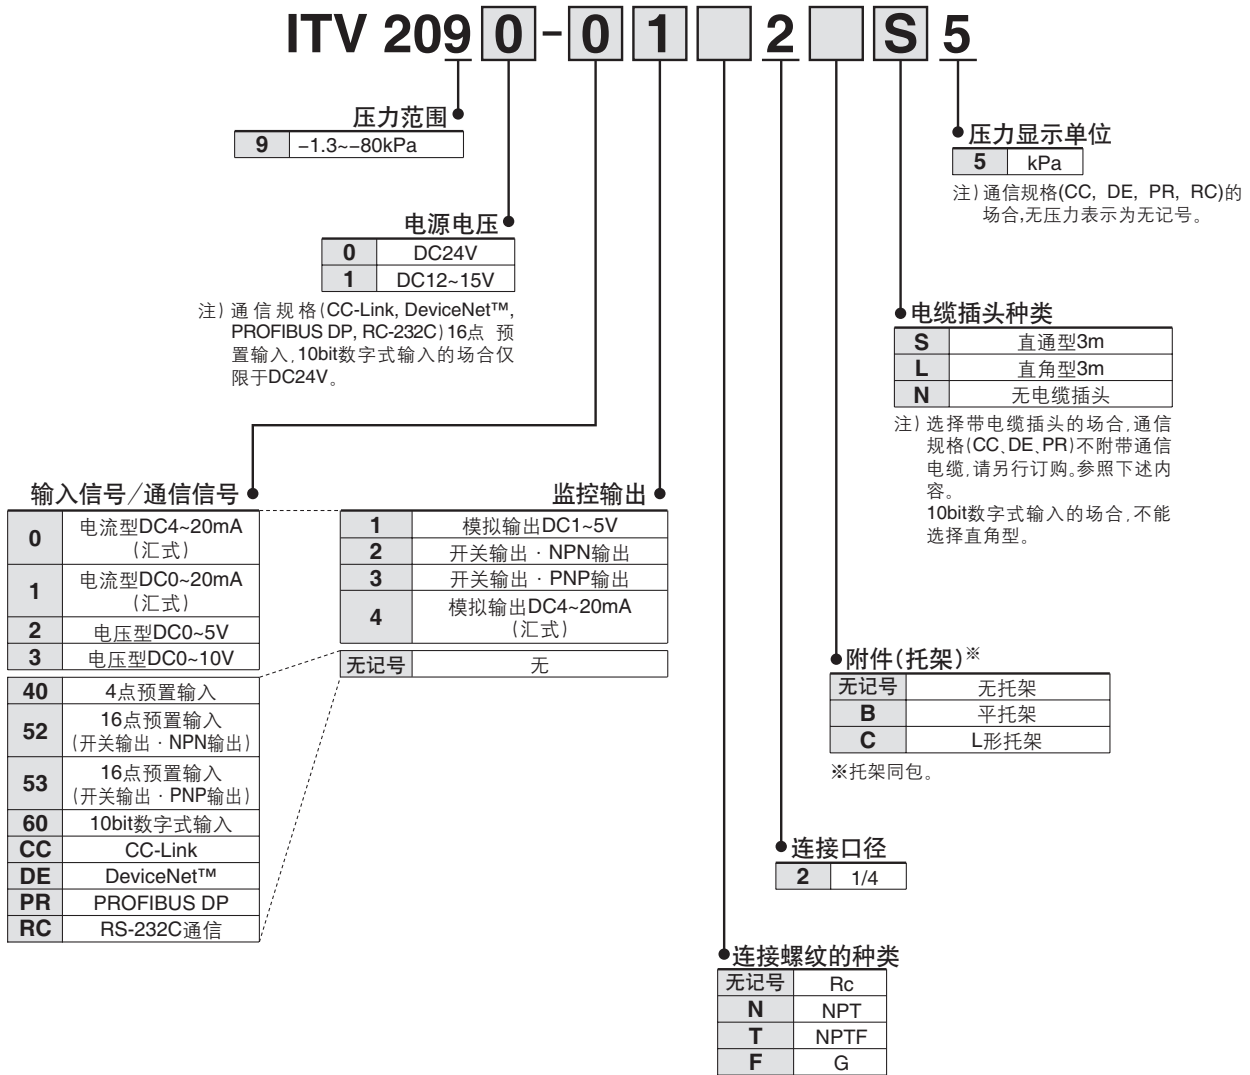 ITV 209 0 - 0 1 2 S 5
压力范围
9 −1.3~−80kPa
压力显示单位
5 kPa
注)通信规格(CC, DE, PR, RC)的
场合,无压力表示为无记号。
电源电压
0 DC24V
1 DC12~15V
注)通信规格(CC-Link, DeviceNet™,
PROFIBUS DP, RC-232C)16点 预
置输入,10bit数字式输入的场合仅
限于DC24V。
电缆插头种类
S 直通型3m
L 直角型3m
N 无电缆插头
注)选择带电缆插头的场合,通信
规格(CC、DE、PR)不附带通信
电缆,请另行订购。参照下述内
容。
10bit数字式输入的场合,不能
选择直角型。
输入信号/通信信号
0 电流型DC4~20mA
(汇式)
1 电流型DC0~20mA
(汇式)
2 电压型DC0~5V
3 电压型DC0~10V
40 4点预置输入
52 16点预置输入
(开关输出·NPN输出)
53 16点预置输入
(开关输出·PNP输出)
60 10bit数字式输入
CC CC-Link
DE DeviceNet™
PR PROFIBUS DP
RC RS-232C通信
监控输出
1 模拟输出DC1~5V
2 开关输出·NPN输出
3 开关输出·PNP输出
4 模拟输出DC4~20mA
(汇式)
无记号 无
附件(托架)※
无记号 无托架
B 平托架
C L形托架
※托架同包。
连接口径
2 1/4
连接螺纹的种类
无记号 Rc
N NPT
T NPTF
F G